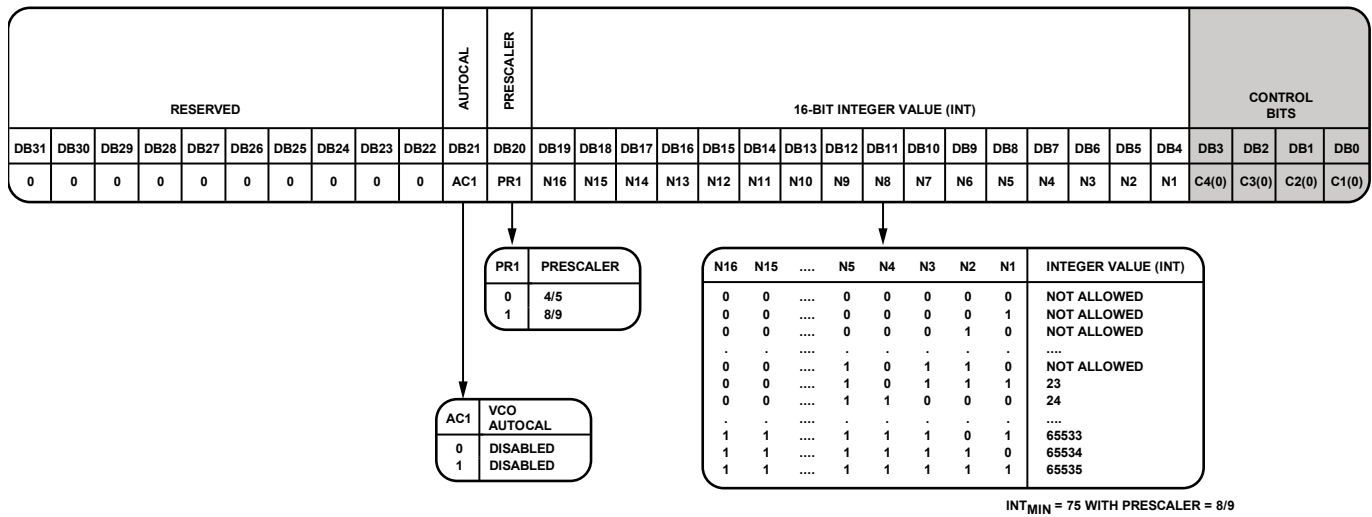 RESERVED AUTOCAL PRESCALER 16-BIT INTEGER VALUE (INT) CONTROL
BITS
DB31 DB30 DB29 DB28 DB27 DB26 DB25 DB24 DB23 DB22 DB21 DB20 DB19 DB18 DB17 DB16 DB15 DB14 DB13 DB12 DB11 DB10 DB9 DB8 DB7 DB6 DB5 DB4 DB3 DB2 DB1 DB0
0 0 0 0 0 0 0 0 0 0 AC1 PR1 N16 N15 N14 N13 N12 N11 N10 N9 N8 N7 N6 N5 N4 N3 N2 N1 C4(0) C3(0) C2(0) C1(0)
PR1 PRESCALER
0 4/5
1 8/9
N16 N15 .... N5 N4 N3 N2 N1 INTEGER VALUE (INT)
0 0 .... 0 0 0 0 0 NOT ALLOWED
0 0 .... 0 0 0 0 1 NOT ALLOWED
0 0 .... 0 0 0 1 0 NOT ALLOWED
. . .... . . . . . ....
0 0 .... 1 0 1 1 0 NOT ALLOWED
0 0 .... 1 0 1 1 1 23
0 0 .... 1 1 0 0 0 24
. . .... . . . . . ....
1 1 .... 1 1 1 0 1 65533
1 1 .... 1 1 1 1 0 65534
1 1 .... 1 1 1 1 1 65535
AC1 VCO
AUTOCAL
0 DISABLED
1 DISABLED
INTMIN = 75 WITH PRESCALER = 8/9